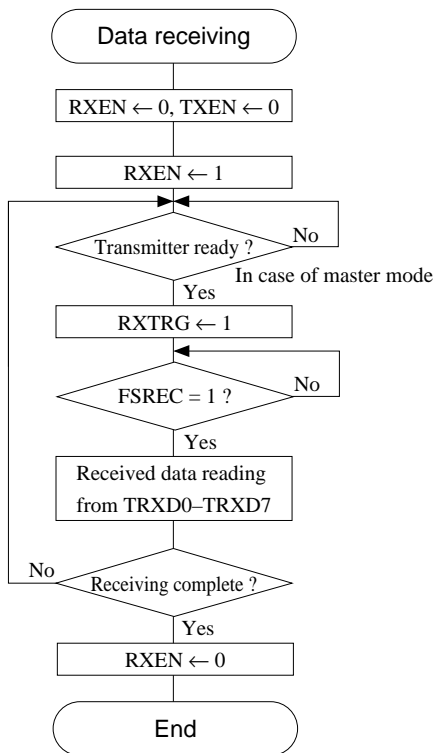 Data receiving
RXEN ← 0, TXEN ← 0
RXEN ← 1
Transmitter ready ?
No
In case of master mode
Yes
RXTRG ← 1
FSREC = 1 ?
No
Yes
Received data reading
from TRXD0–TRXD7
No
Receiving complete ?
Yes
RXEN ← 0
End